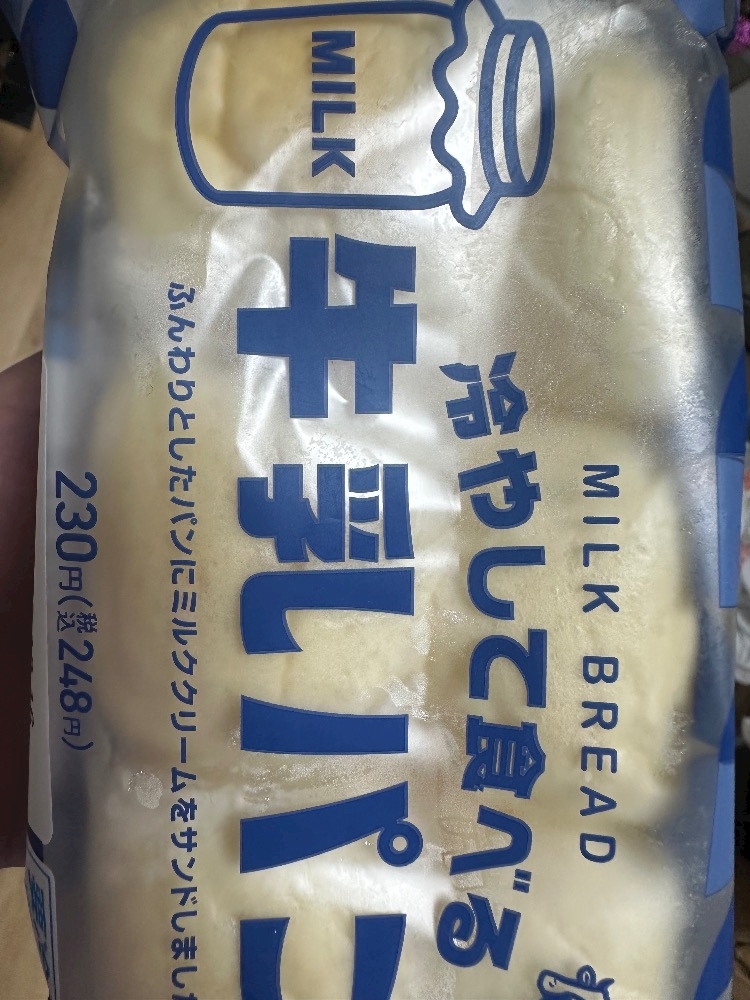 MILK BREAD
冷やして食べる
MILK
牛乳パン
ふんわりとしたパンにミルククリームをサンドしました
230円(税込248円)